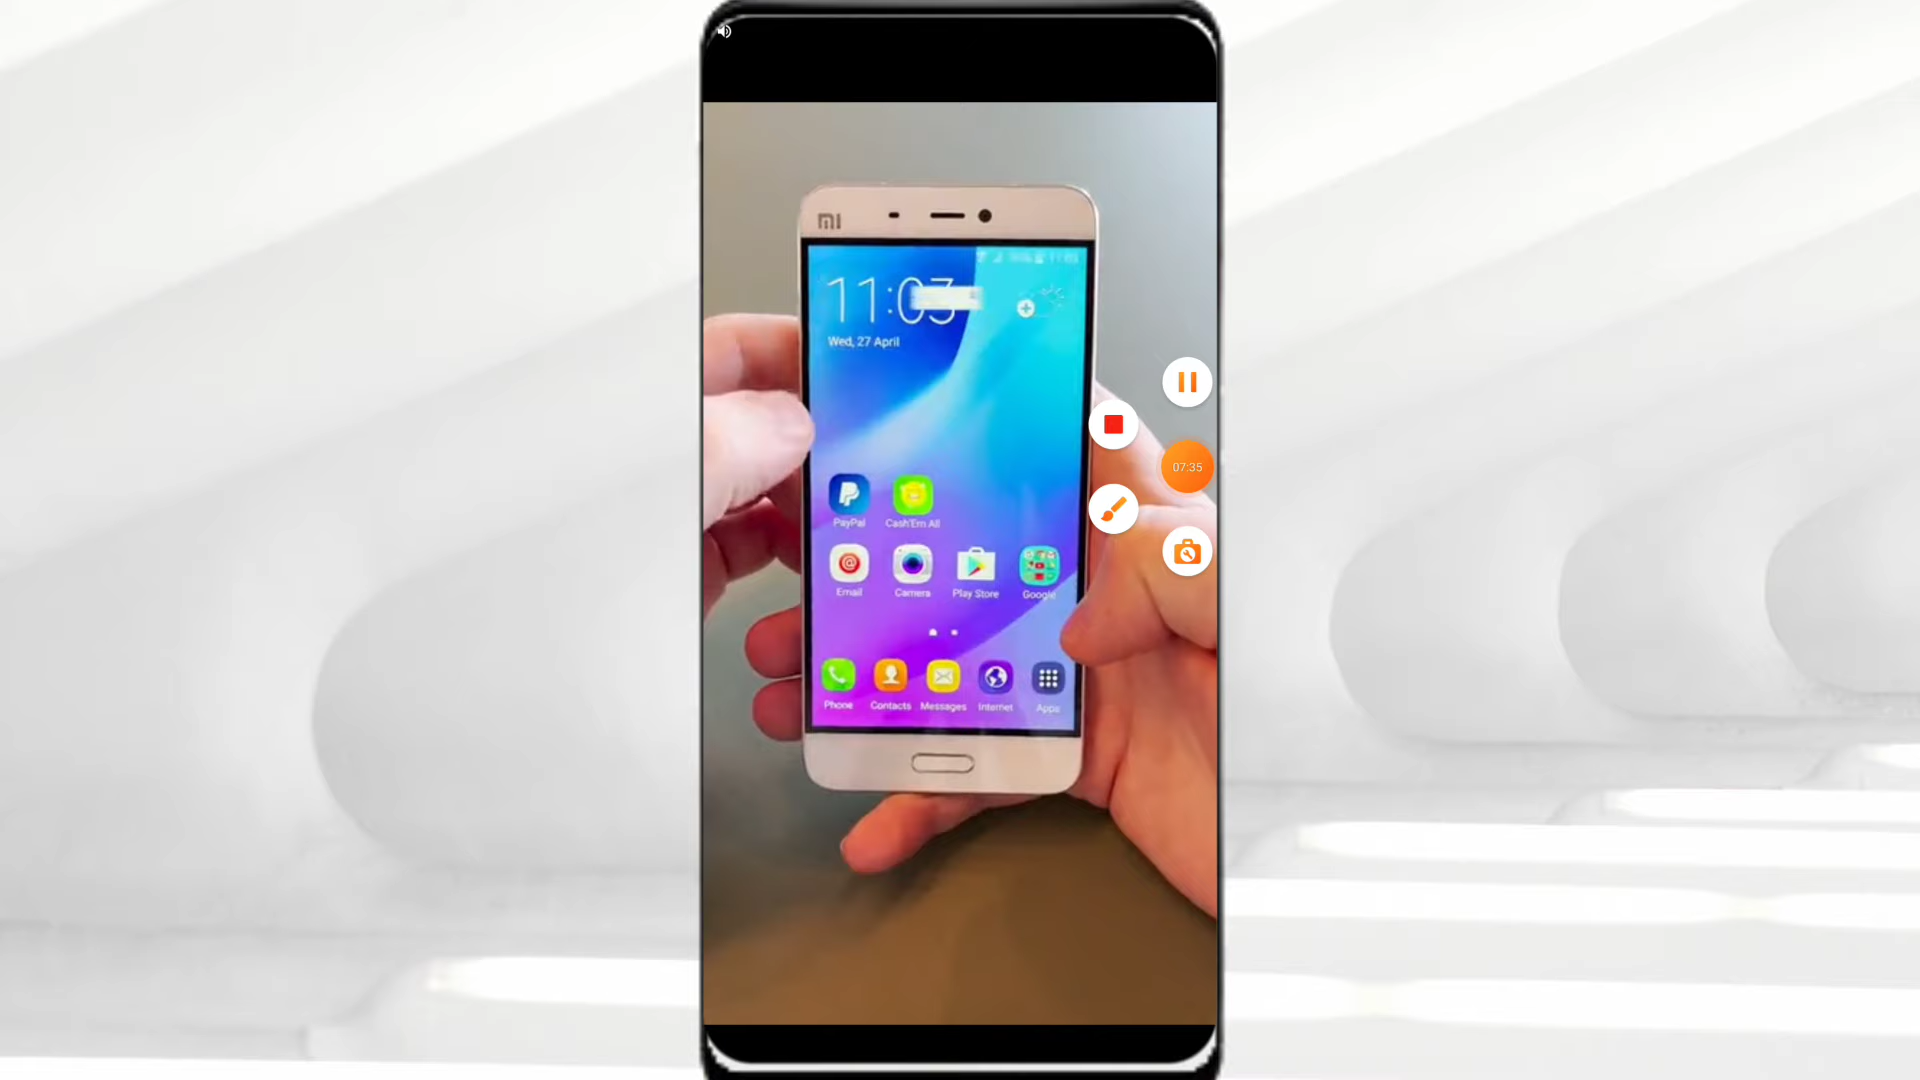 mi
11:03
Wed, 27 April
PayPal
Cash'Em All
Email
Camera
Play Store
Google
Phone
Contacts
Messages
Internet
Apps
07:35